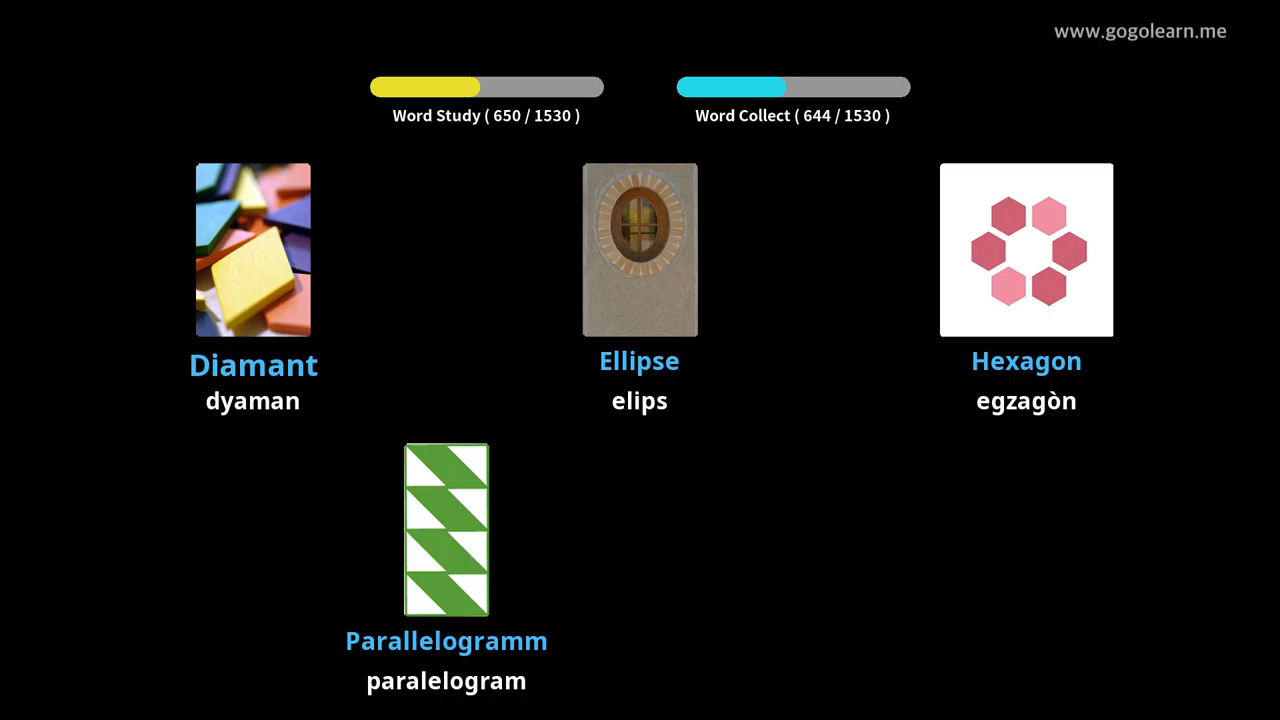 www.gogolearn.me
Word Study ( 650 / 1530 )
Word Collect ( 644 / 1530 )
Diamant
dyaman
Ellipse
elips
Hexagon
egzagòn
Parallelogramm
paralelogram